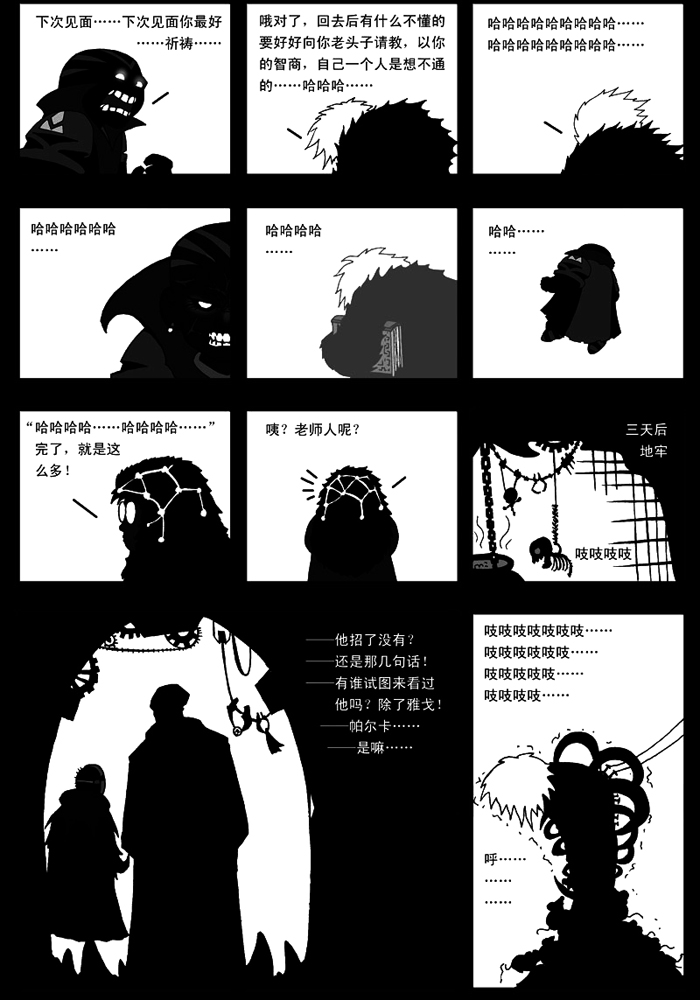 下次见面……下次见面你最好
……祈祷……
哦对了，回去后有什么不懂的
要好好向你老头子请教，以你
的智商，自己一个人是想不通
的……哈哈哈……
哈哈哈哈哈哈哈哈哈……
哈哈哈哈哈哈哈哈哈……
哈哈哈哈哈哈哈
……
哈哈哈哈
……
哈哈……
……
“哈哈哈哈……哈哈哈哈……”
完了，就是这
么多！
咦？老师人呢？
三天后
地牢
吱吱吱吱
——他招了没有？
——还是那几句话！
——有谁试图来看过
他吗？除了雅戈！
——帕尔卡……
——是嘛……
吱吱吱吱吱吱吱……
吱吱吱吱吱吱……
吱吱吱吱吱……
吱吱吱吱……
呼……
……
……